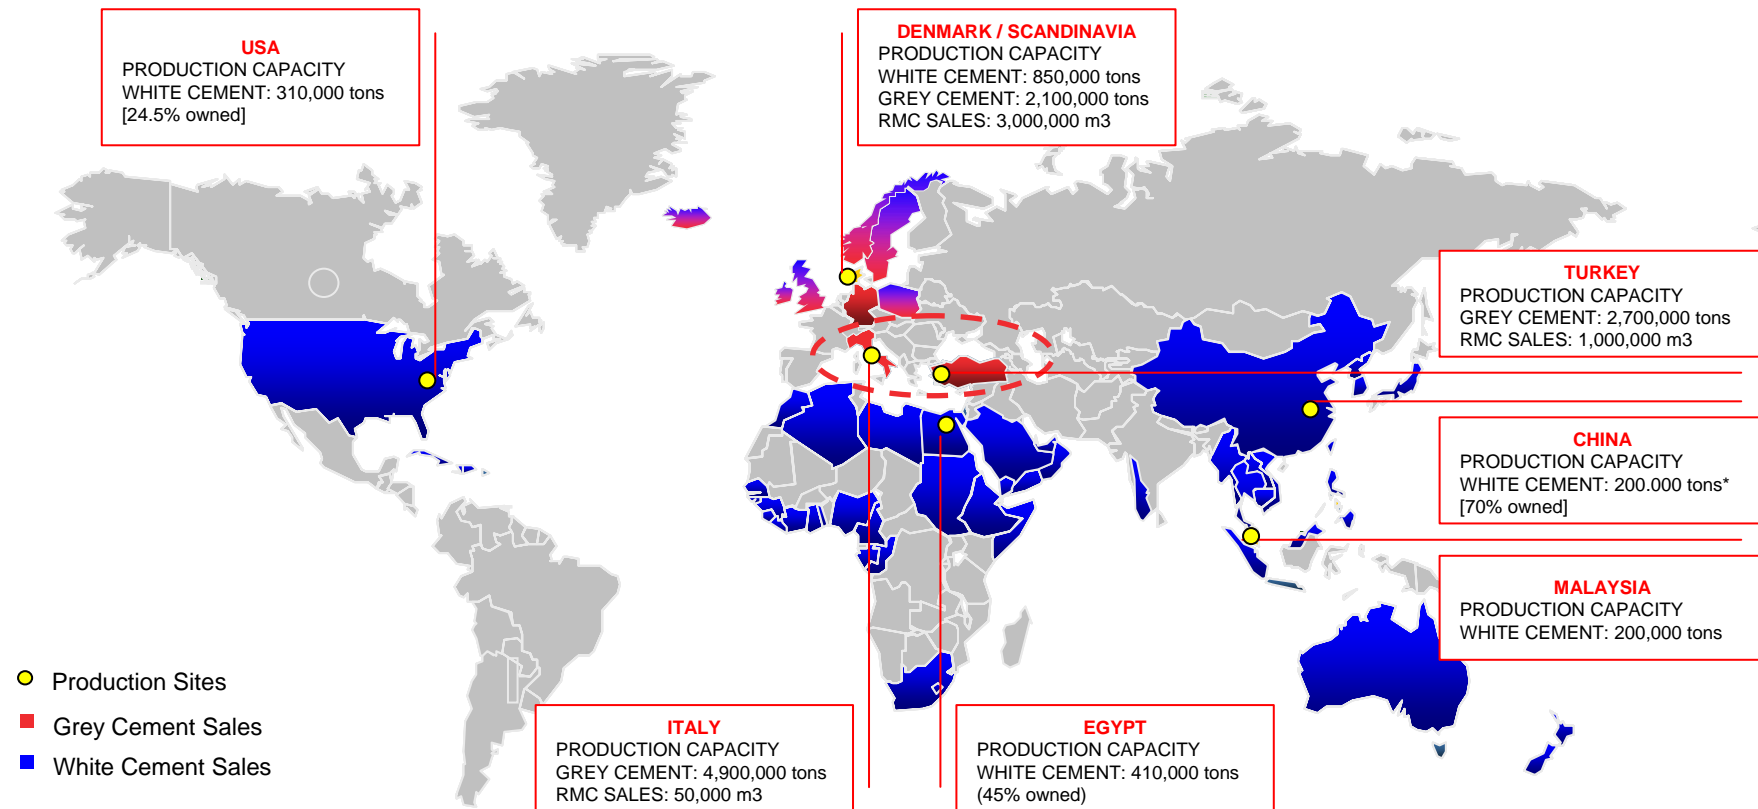 USA
PRODUCTION CAPACITY
WHITE CEMENT: 310,000 tons
[24.5% owned]
DENMARK / SCANDINAVIA
PRODUCTION CAPACITY
WHITE CEMENT: 850,000 tons
GREY CEMENT: 2,100,000 tons
RMC SALES: 3,000,000 m3
TURKEY
PRODUCTION CAPACITY
GREY CEMENT: 2,700,000 tons
RMC SALES: 1,000,000 m3
CHINA
PRODUCTION CAPACITY
WHITE CEMENT: 200.000 tons*
[70% owned]
MALAYSIA
PRODUCTION CAPACITY
WHITE CEMENT: 200,000 tons
Production Sites
Grey Cement Sales
White Cement Sales
ITALY
PRODUCTION CAPACITY
GREY CEMENT: 4,900,000 tons
RMC SALES: 50,000 m3
EGYPT
PRODUCTION CAPACITY
WHITE CEMENT: 410,000 tons
(45% owned)